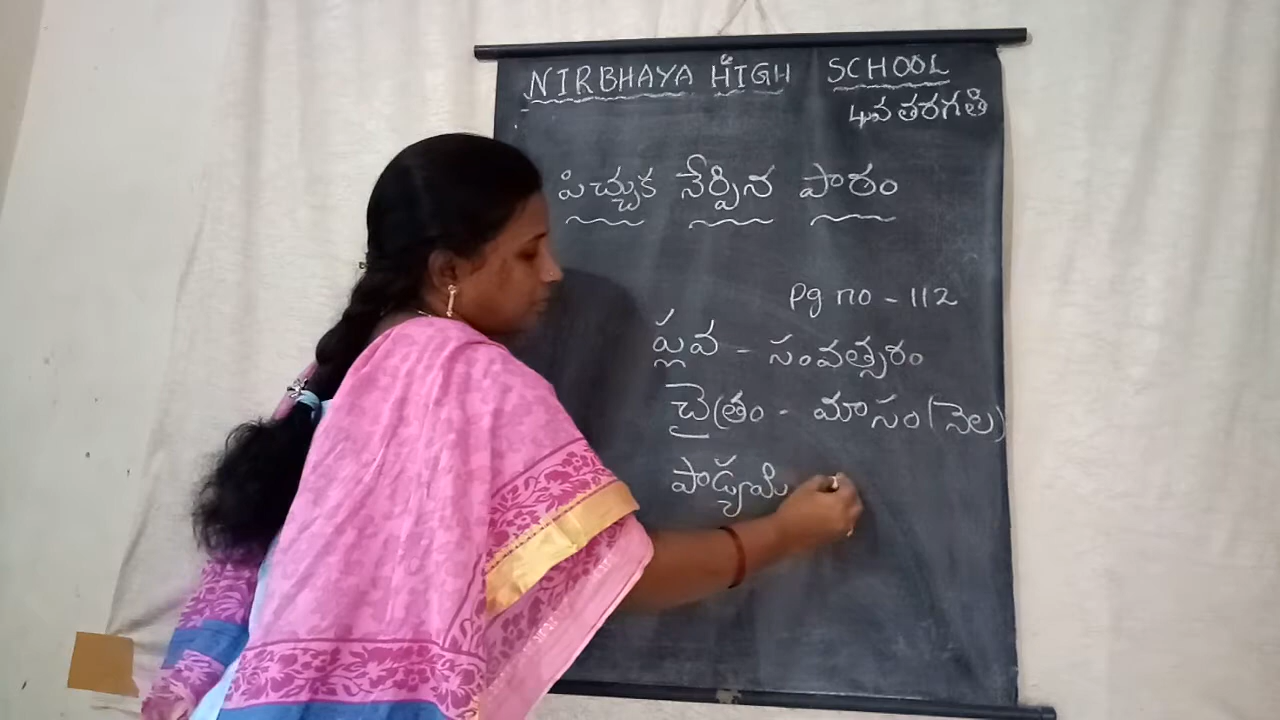 NIRBHAYA HIGH SCHOOL
4వ తరగతి
పిచ్చుక నేర్పిన పాఠం
Pg no - 112
ప్లవ - సంవత్సరం
చైత్రం - మాసం (నెల)
పాడ్యమి